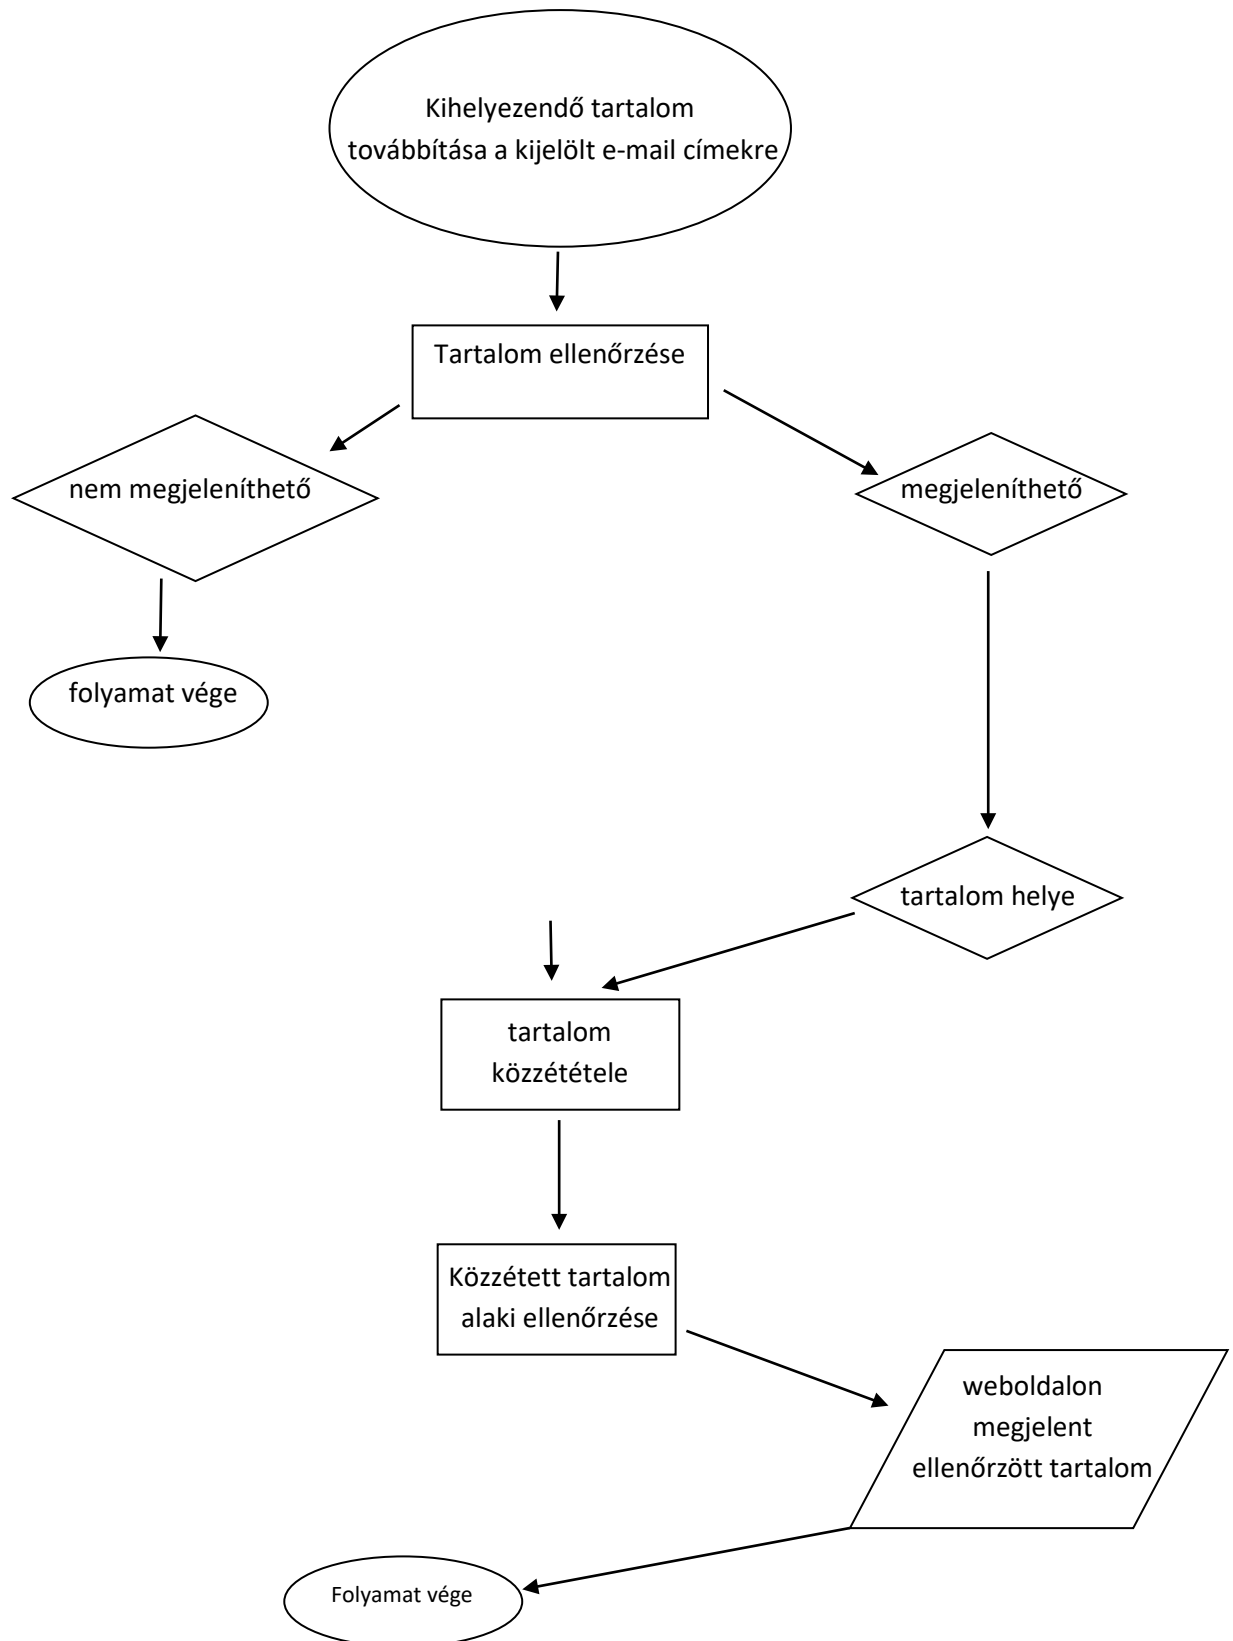 Kihelyezendő tartalom
továbbítása a kijelölt e-mail címekre
Tartalom ellenőrzése
nem megjeleníthető
megjeleníthető
folyamat vége
tartalom helye
tartalom
közzététele
Közzétett tartalom
alaki ellenőrzése
weboldalon
megjelent
ellenőrzött tartalom
Folyamat vége